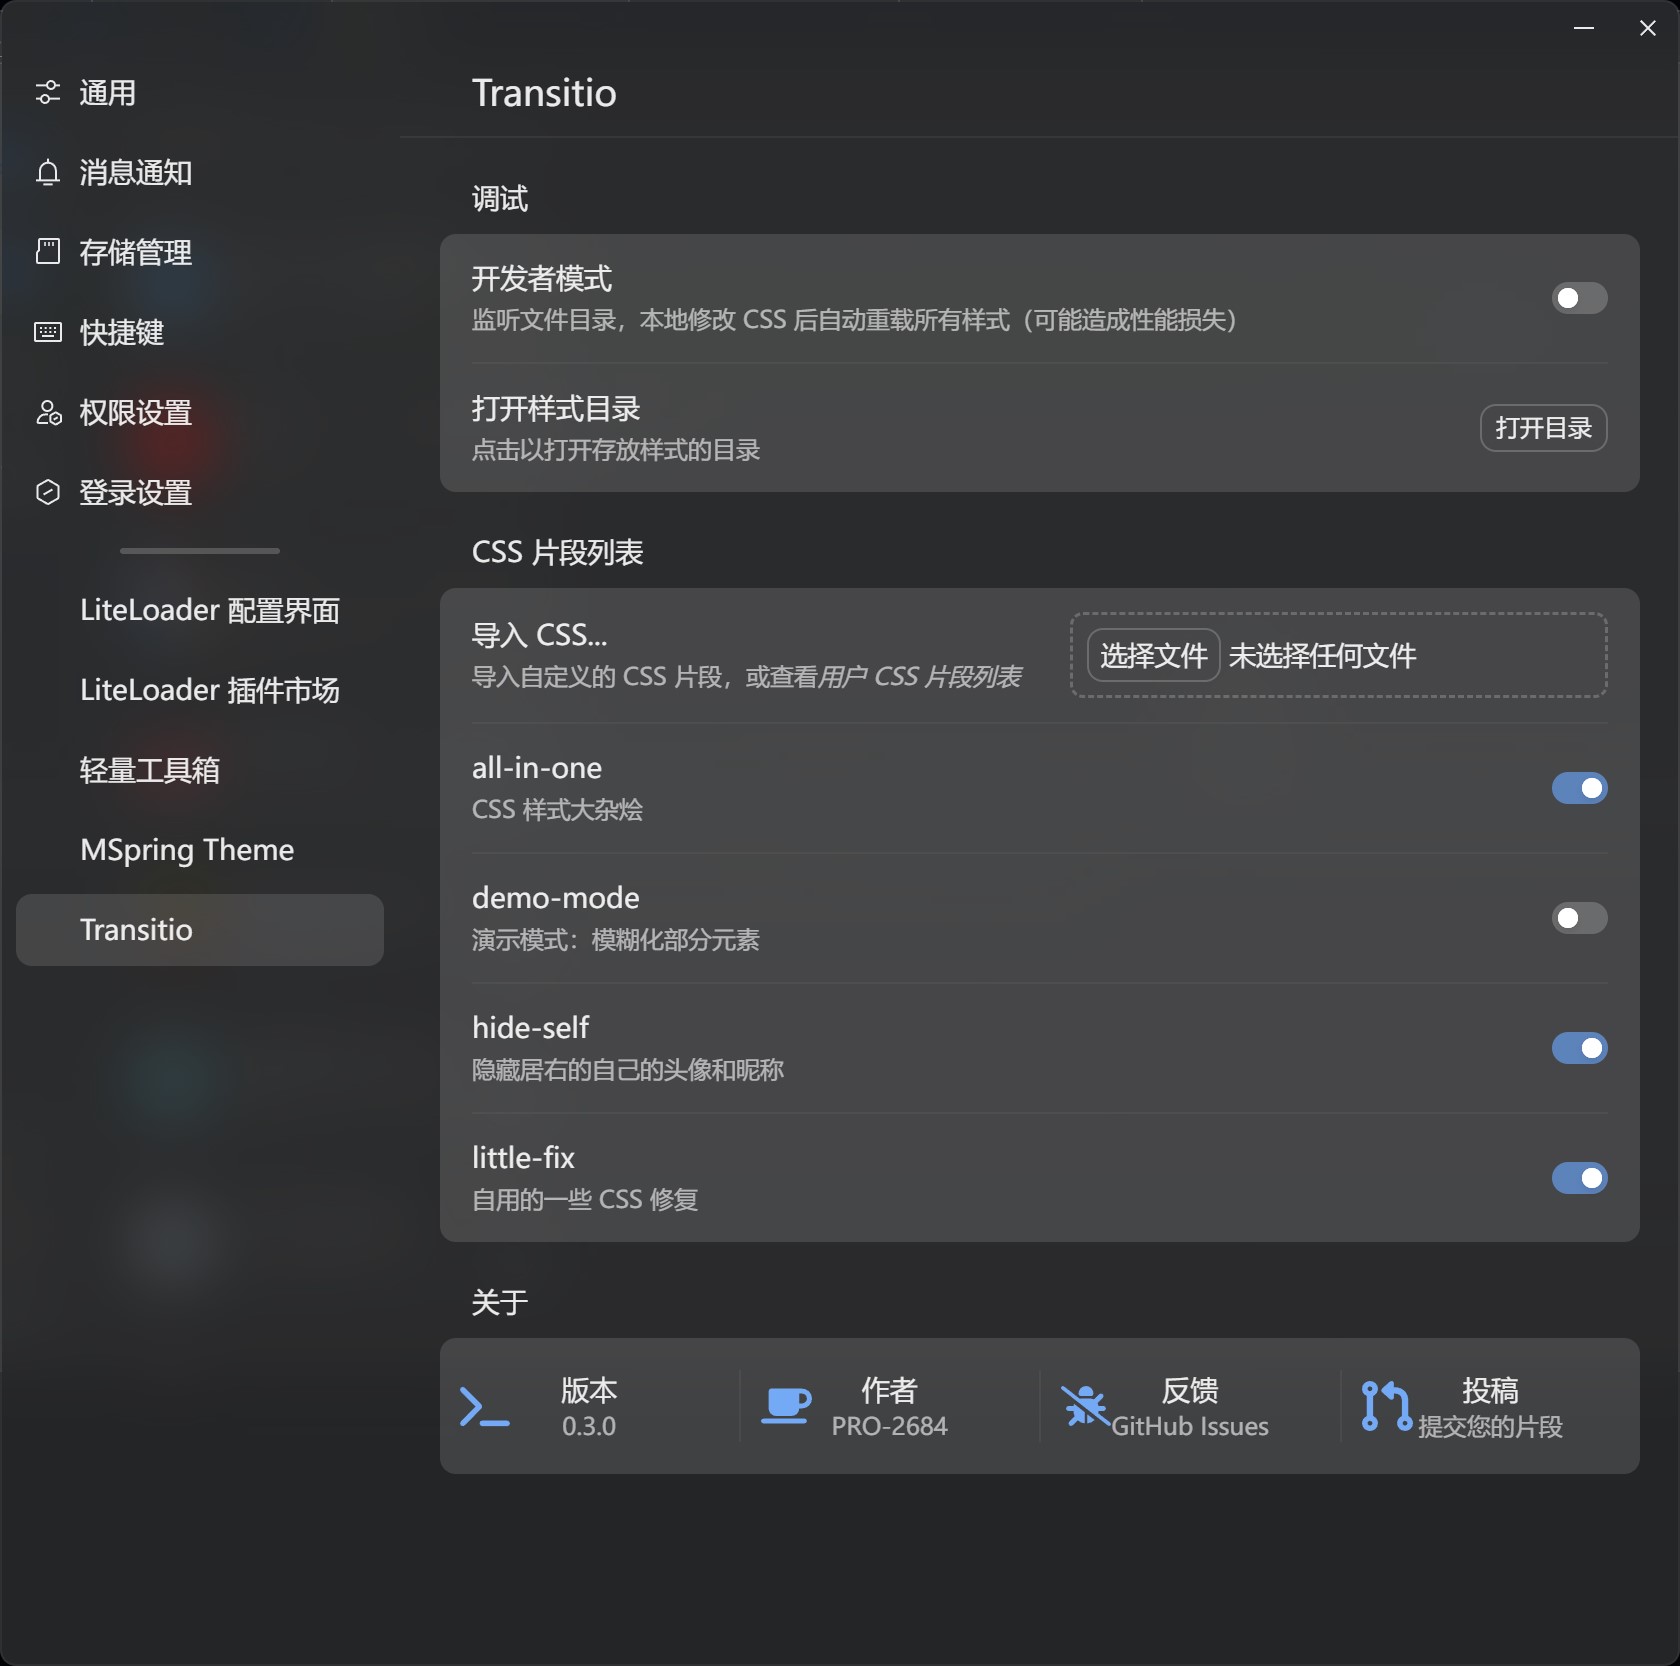 通用
消息通知
存储管理
快捷键
权限设置
登录设置
LiteLoader 配置界面
LiteLoader 插件市场
轻量工具箱
MSpring Theme
Transitio
Transitio
调试
开发者模式
监听文件目录，本地修改 CSS 后自动重载所有样式（可能造成性能损失）
打开样式目录
点击以打开存放样式的目录
打开目录
CSS 片段列表
导入 CSS...
导入自定义的 CSS 片段，或查看用户 CSS 片段列表
选择文件 未选择任何文件
all-in-one
CSS 样式大杂烩
demo-mode
演示模式：模糊化部分元素
hide-self
隐藏居右的自己的头像和昵称
little-fix
自用的一些 CSS 修复
关于
版本
0.3.0
作者
PRO-2684
反馈
GitHub Issues
投稿
提交您的片段